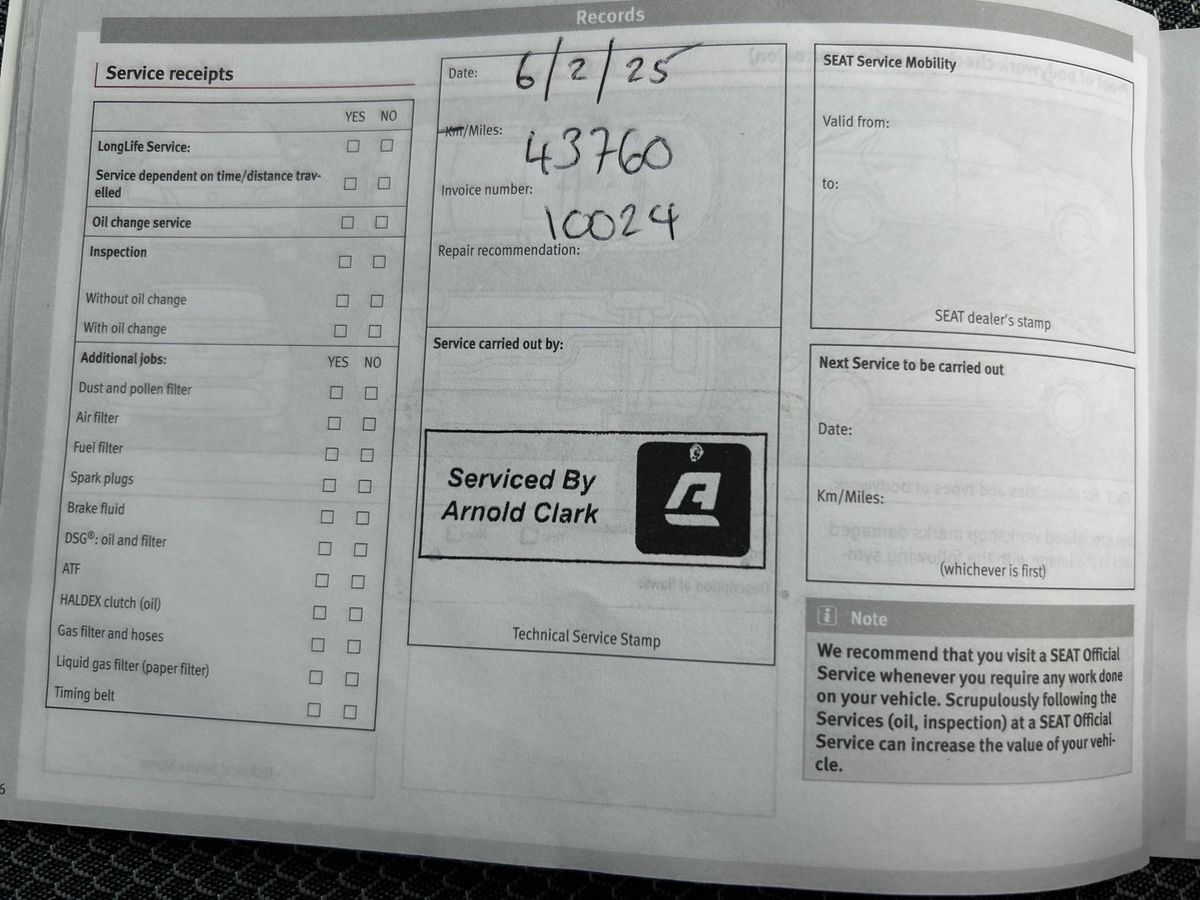 Records
Service receipts
YES NO
LongLife Service:
Service dependent on time/distance trav-
elled
Oil change service
Inspection
Without oil change
With oil change
Additional jobs: YES NO
Dust and pollen filter
Air filter
Fuel filter
Spark plugs
Brake fluid
DSG®: oil and filter
ATF
HALDEX clutch (oil)
Gas filter and hoses
Liquid gas filter (paper filter)
Timing belt
Date: 6/2/25
Km/Miles: 43760
Invoice number:
10024
Repair recommendation:
Service carried out by:
Serviced By
Arnold Clark
Technical Service Stamp
SEAT Service Mobility
Valid from:
to:
SEAT dealer's stamp
Next Service to be carried out
Date:
Km/Miles:
(whichever is first)
i Note
We recommend that you visit a SEAT Official
Service whenever you require any work done
on your vehicle. Scrupulously following the
Services (oil, inspection) at a SEAT Official
Service can increase the value of your vehi-
cle.